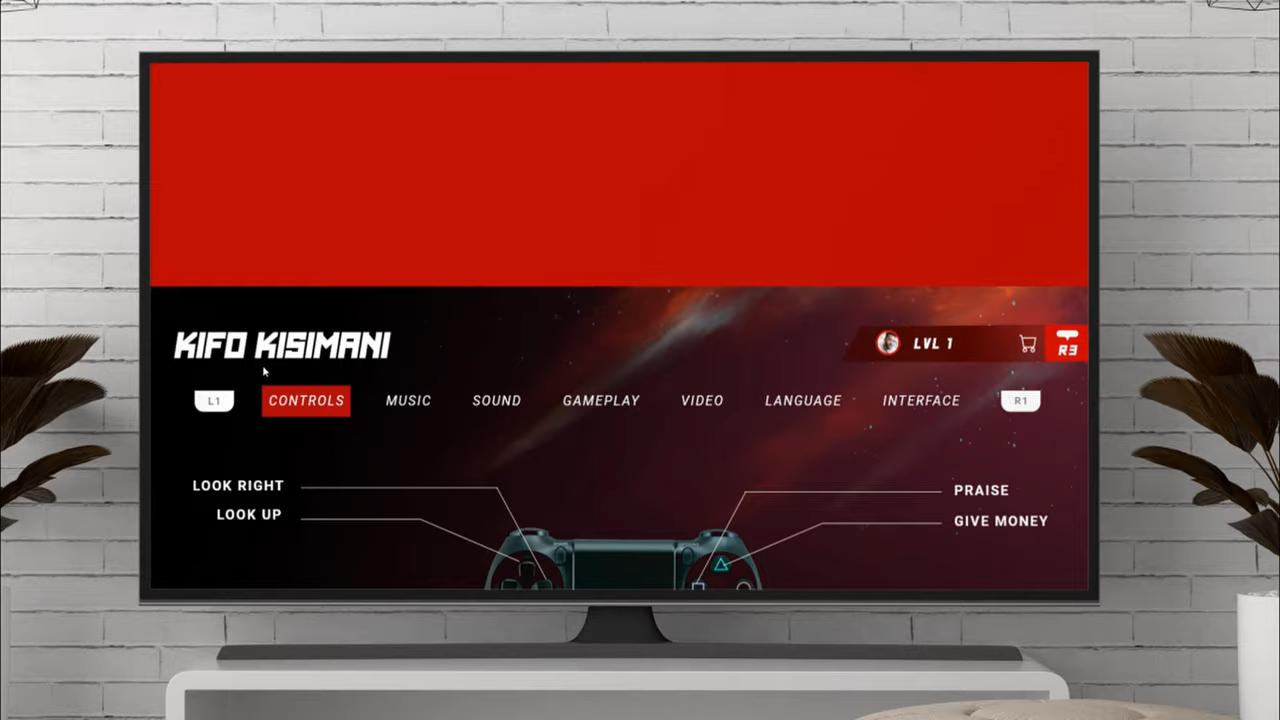 KIFO KISIMANI
LVL 1
R3
L1 CONTROLS MUSIC SOUND GAMEPLAY VIDEO LANGUAGE INTERFACE R1
LOOK RIGHT
PRAISE
LOOK UP
GIVE MONEY